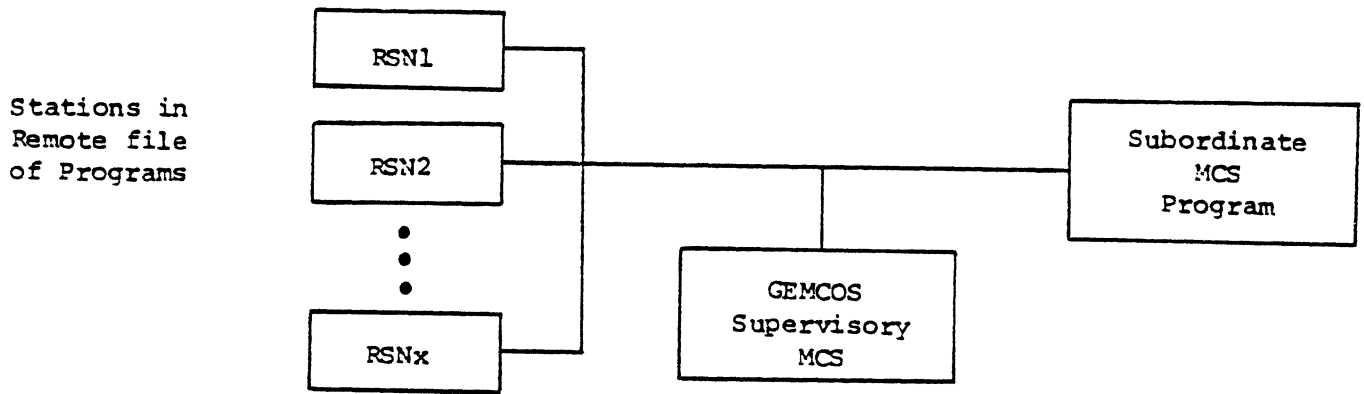 Stations in
Remote file
of Programs
RSN1
RSN2
RSNx
GEMCOS
Supervisory
MCS
Subordinate
MCS
Program